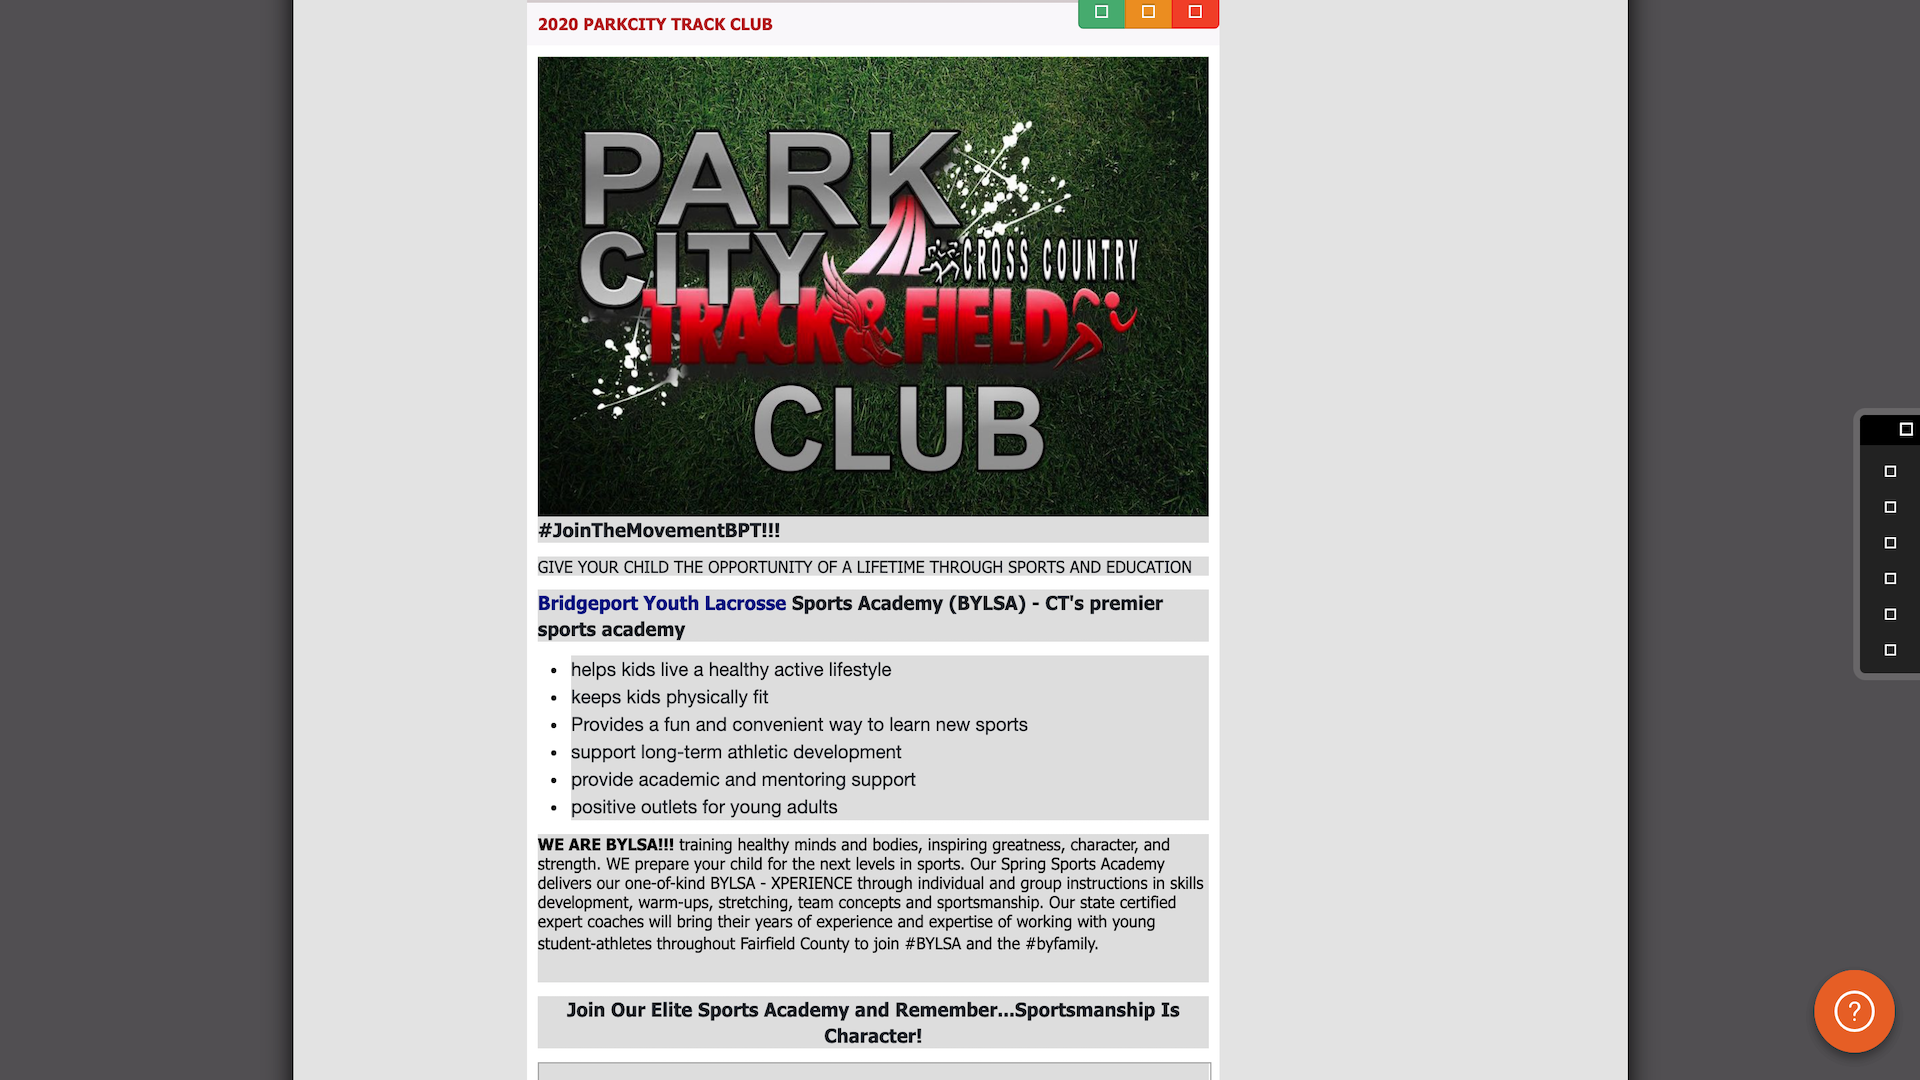 2020 PARKCITY TRACK CLUB
PARK
CITY
CROSS COUNTRY
TRACK & FIELD
CLUB
#JoinTheMovementBPT!!!
GIVE YOUR CHILD THE OPPORTUNITY OF A LIFETIME THROUGH SPORTS AND EDUCATION
Bridgeport Youth Lacrosse Sports Academy (BYLSA) - CT's premier
sports academy
• helps kids live a healthy active lifestyle
• keeps kids physically fit
• Provides a fun and convenient way to learn new sports
• support long-term athletic development
• provide academic and mentoring support
• positive outlets for young adults
WE ARE BYLSA!!! training healthy minds and bodies, inspiring greatness, character, and
strength. WE prepare your child for the next levels in sports. Our Spring Sports Academy
delivers our one-of-kind BYLSA - XPERIENCE through individual and group instructions in skills
development, warm-ups, stretching, team concepts and sportsmanship. Our state certified
expert coaches will bring their years of experience and expertise of working with young
student-athletes throughout Fairfield County to join #BYLSA and the #byfamily.
Join Our Elite Sports Academy and Remember...Sportsmanship Is
Character!
?